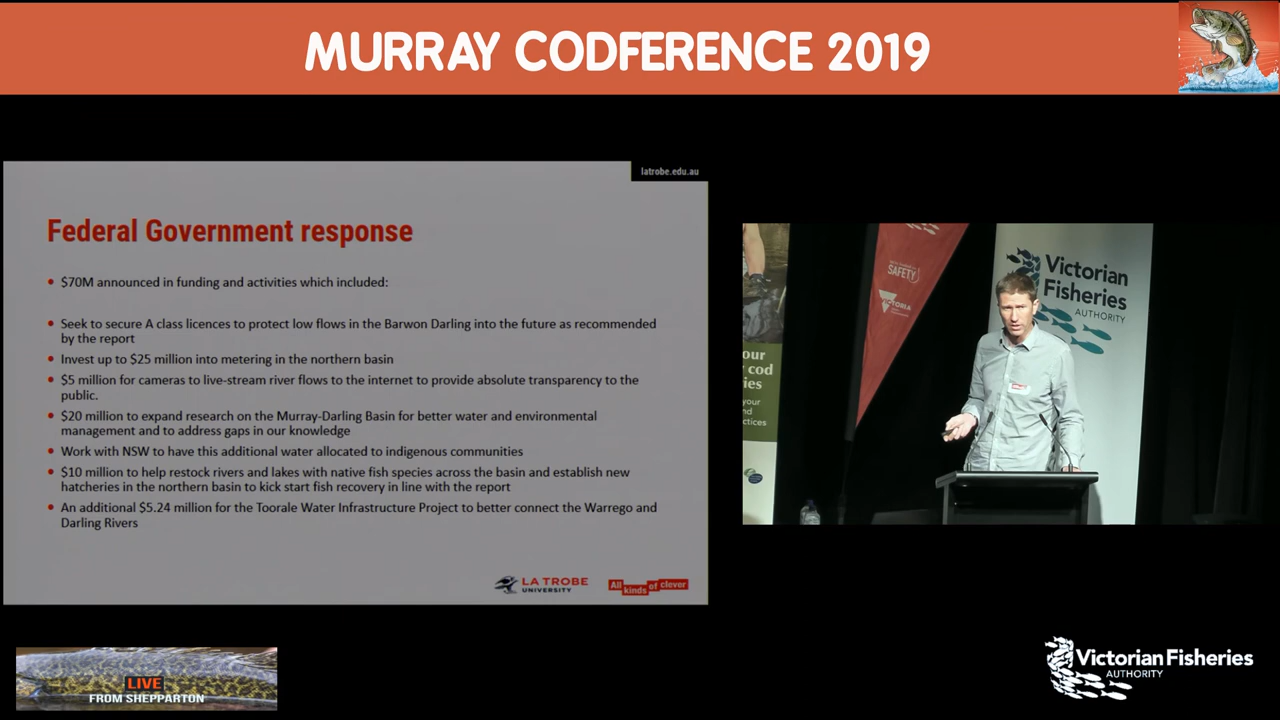 MURRAY CODFERENCE 2019
latrobe.edu.au
Federal Government response
• $70M announced in funding and activities which included:
• Seek to secure A class licences to protect low flows in the Barwon Darling into the future as recommended
by the report
• Invest up to $25 million into metering in the northern basin
• $5 million for cameras to live-stream river flows to the internet to provide absolute transparency to the
public.
• $20 million to expand research on the Murray-Darling Basin for better water and environmental
management and to address gaps in our knowledge
• Work with NSW to have this additional water allocated to indigenous communities
• $10 million to help restock rivers and lakes with native fish species across the basin and establish new
hatcheries in the northern basin to kick start fish recovery in line with the report
• An additional $5.24 million for the Toorale Water Infrastructure Project to better connect the Warrego and
Darling Rivers
LA TROBE
UNIVERSITY
All kinds of clever
our
cod
ies
your
nd
ctices
SAFETY
VICTORIA
Victorian
Fisheries
AUTHORITY
LIVE
FROM SHEPPARTON
Victorian Fisheries
AUTHORITY